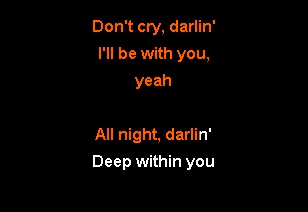 Don't cry, darlin'
I'll be with you,
yeah
All night, darlin'
Deep within you